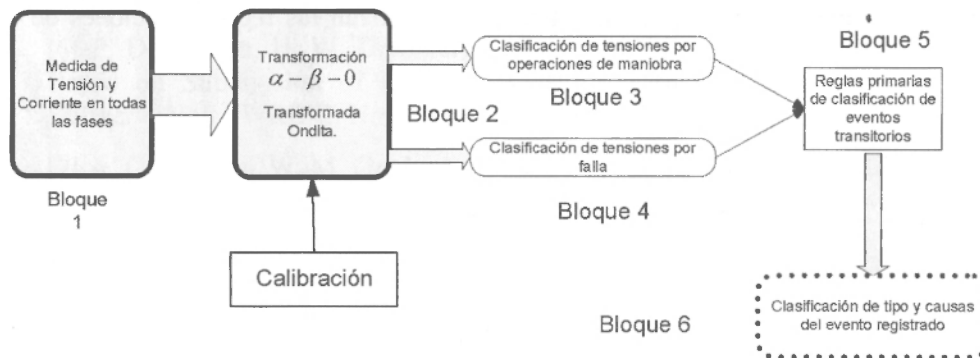 Medida de
Tensión y
Corriente en todas
las fases
Bloque
1
Transformación
α – β – 0
Transformada
Ondita.
Bloque 2
Calibración
Clasificación de tensiones por
operaciones de maniobra
Bloque 3
Clasificación de tensiones por
falla
Bloque 4
Bloque 5
Reglas primarias
de clasificación de
eventos
transitorios
Bloque 6
Clasificación de tipo y causas
del evento registrado